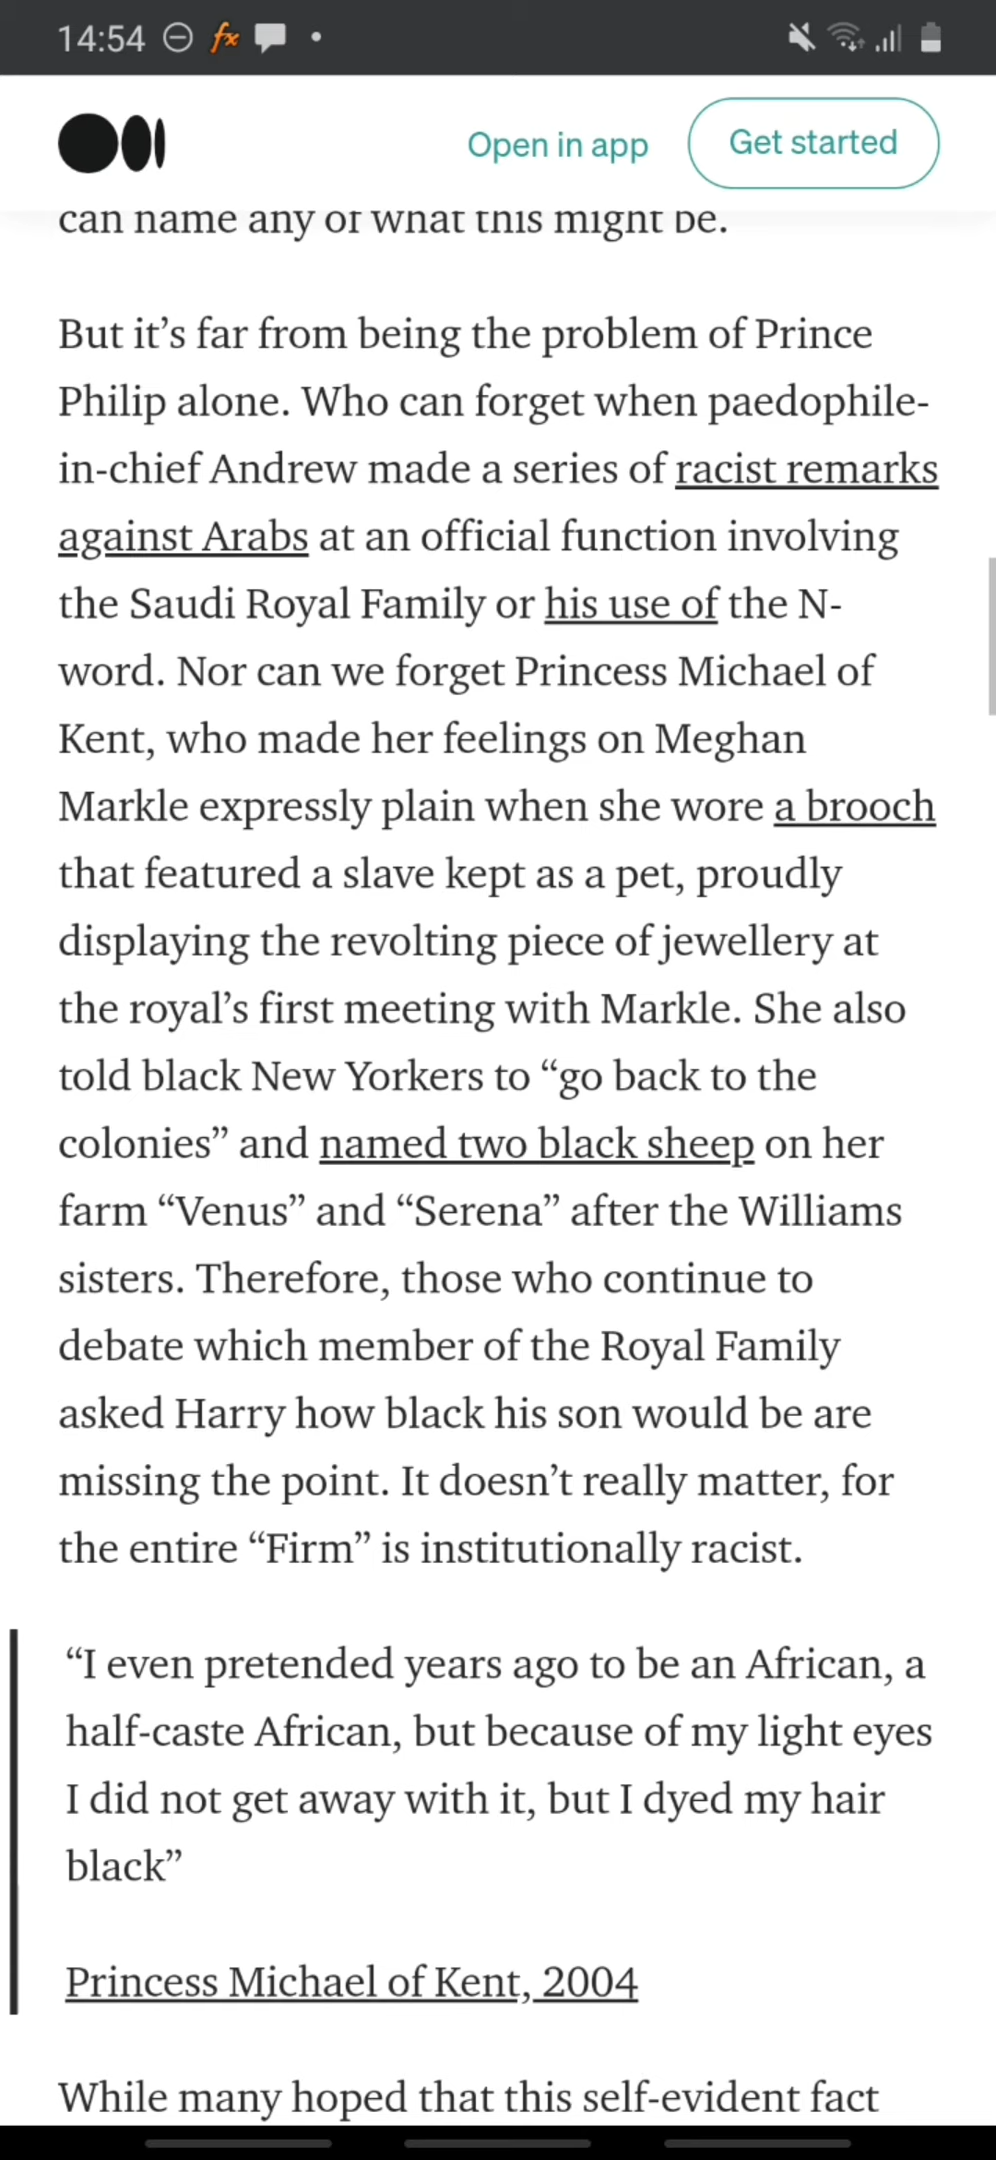 14:54
Open in app
Get started
can name any of what this might be.
But it’s far from being the problem of Prince
Philip alone. Who can forget when paedophile-
in-chief Andrew made a series of racist remarks
against Arabs at an official function involving
the Saudi Royal Family or his use of the N-
word. Nor can we forget Princess Michael of
Kent, who made her feelings on Meghan
Markle expressly plain when she wore a brooch
that featured a slave kept as a pet, proudly
displaying the revolting piece of jewellery at
the royal’s first meeting with Markle. She also
told black New Yorkers to “go back to the
colonies” and named two black sheep on her
farm “Venus” and “Serena” after the Williams
sisters. Therefore, those who continue to
debate which member of the Royal Family
asked Harry how black his son would be are
missing the point. It doesn’t really matter, for
the entire “Firm” is institutionally racist.
“I even pretended years ago to be an African, a
half-caste African, but because of my light eyes
I did not get away with it, but I dyed my hair
black”
Princess Michael of Kent, 2004
While many hoped that this self-evident fact